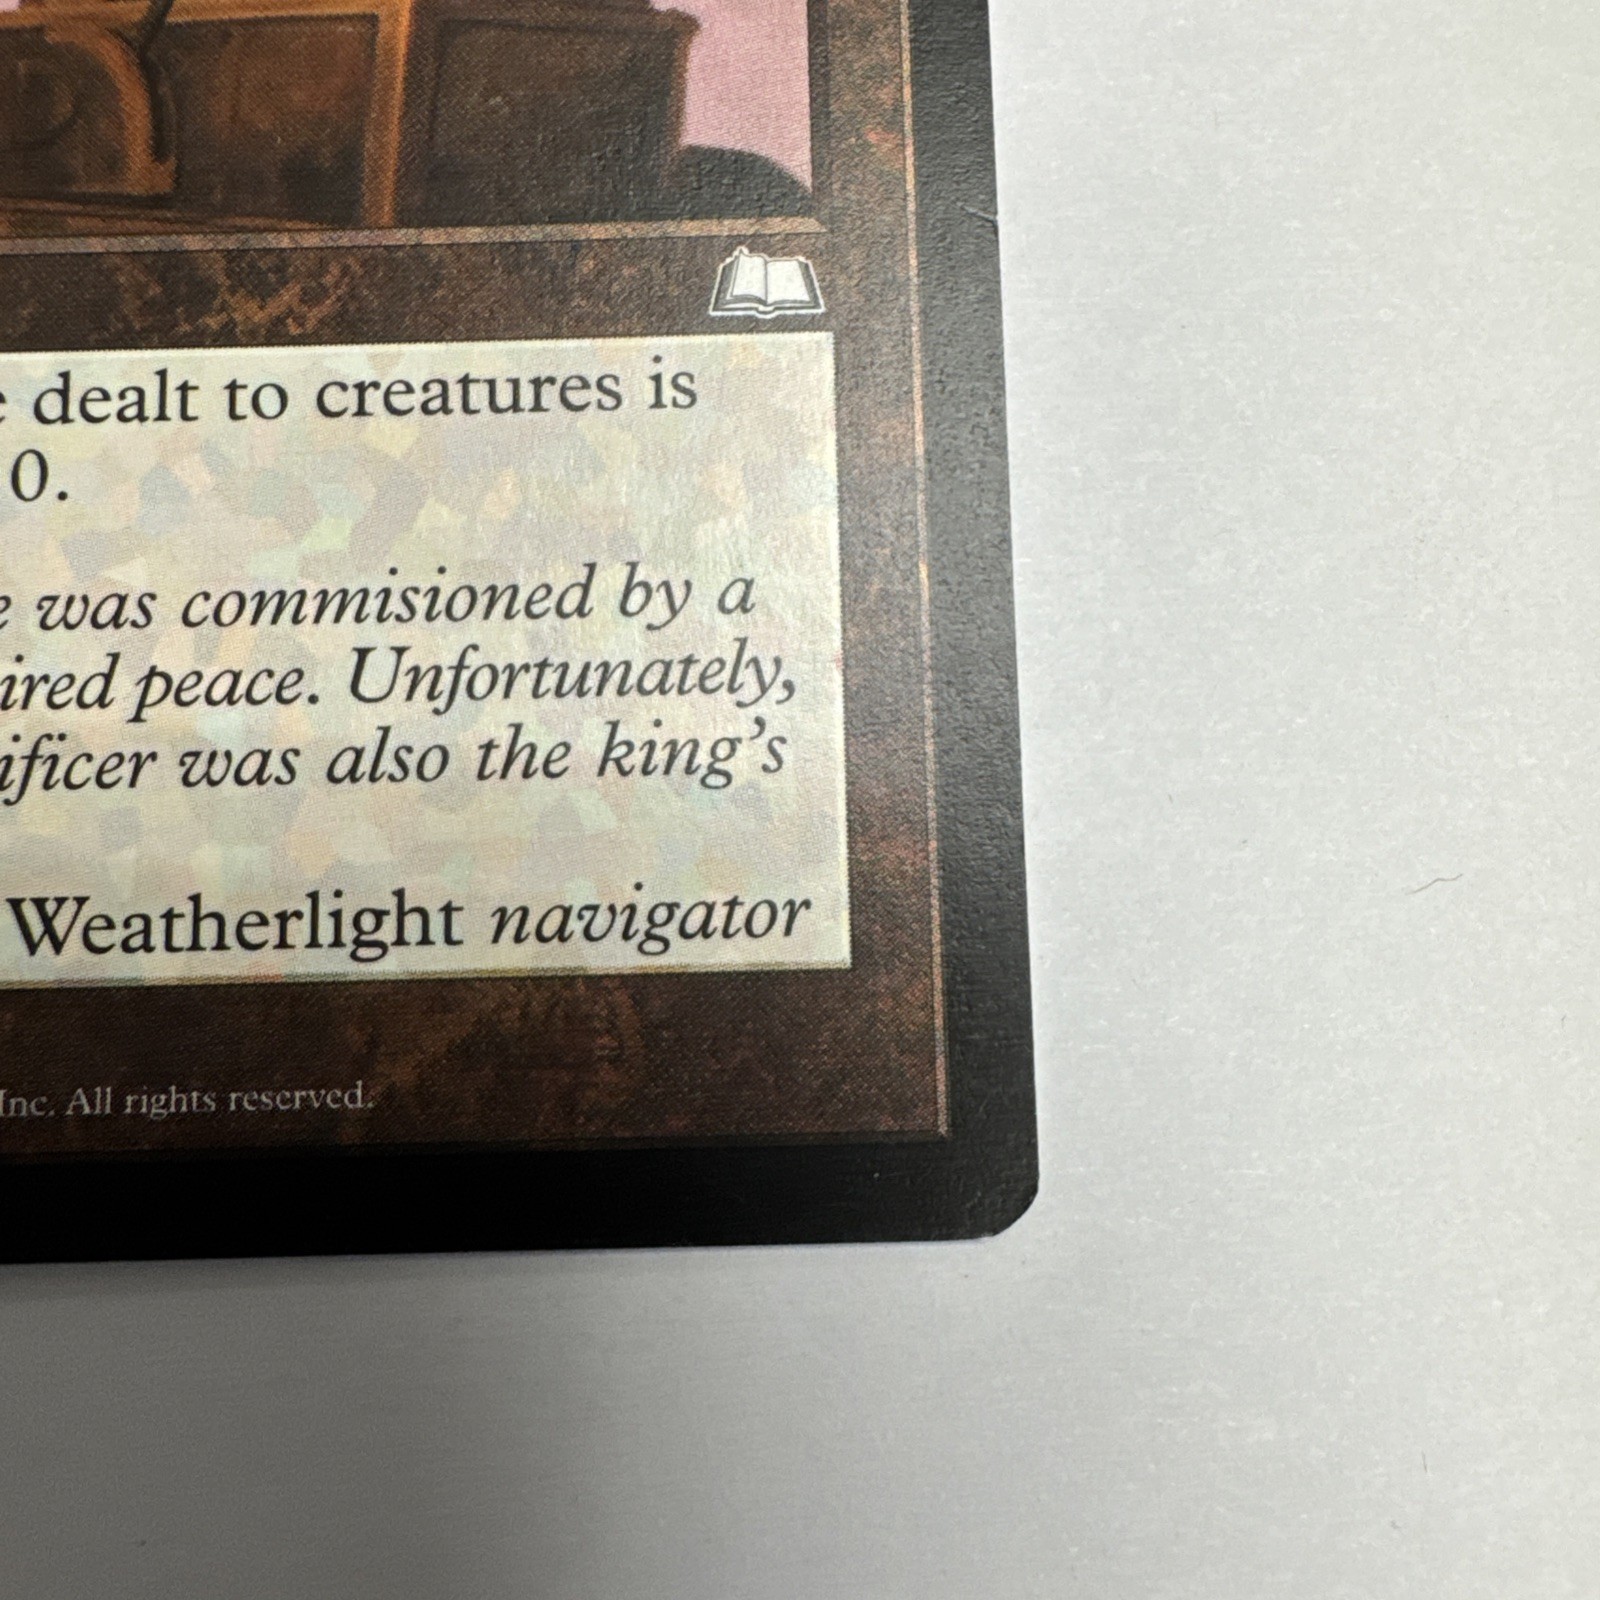 dealt to creatures is
0.
was commisioned by a
ired peace. Unfortunately,
ificer was also the king's
Weatherlight navigator
Inc. All rights reserved.